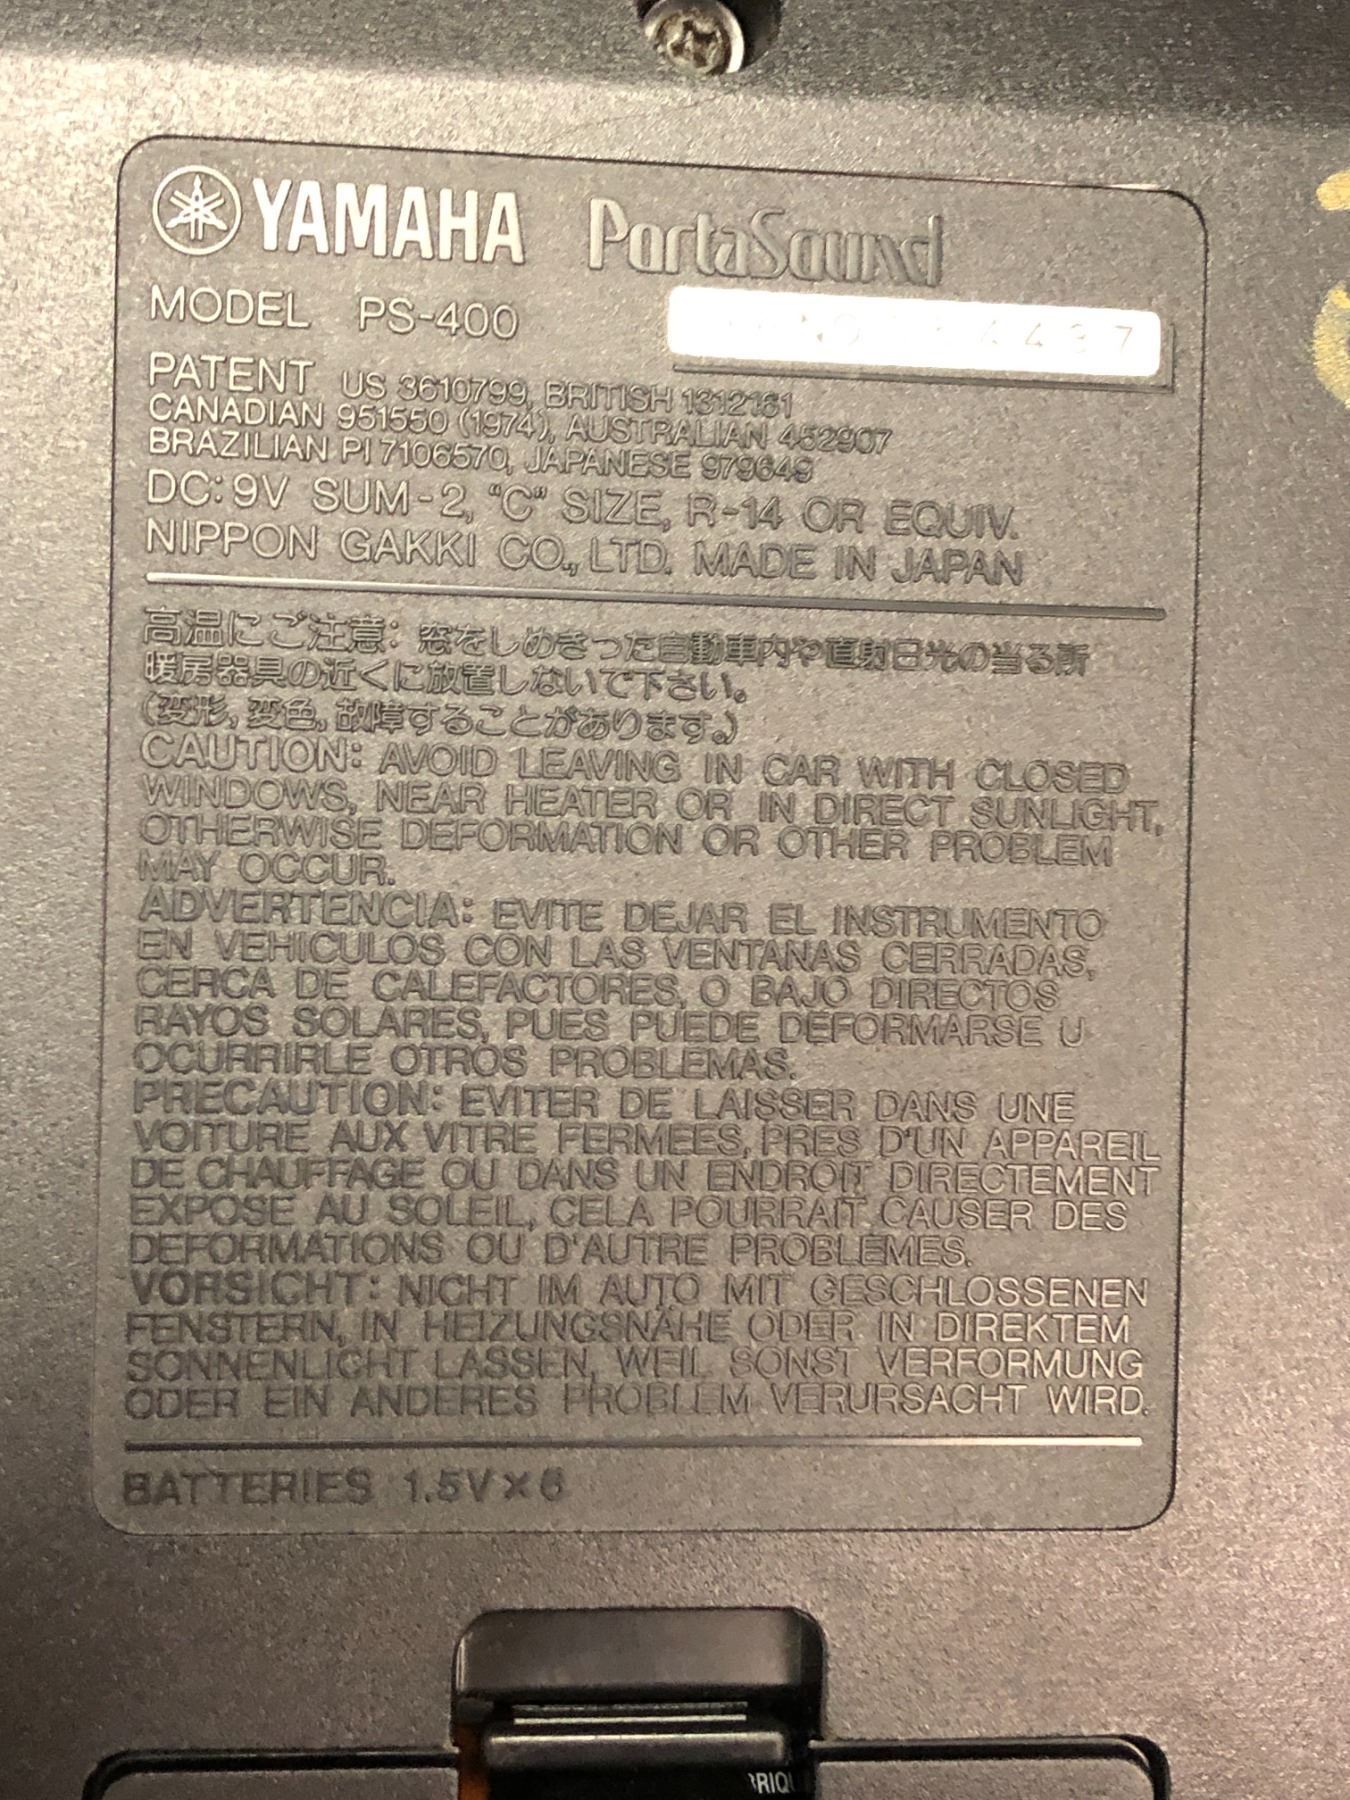 YAMAHA PortaSound
MODEL PS-400
4437
PATENT US 3610799, BRITISH 1312161
CANADIAN 951550 (1974), AUSTRALIAN 452907
BRAZILIAN PI 7106570, JAPANESE 979649
DC: 9V SUM-2, "C" SIZE, R-14 OR EQUIV.
NIPPON GAKKI CO., LTD. MADE IN JAPAN
高温にご注意: 窓をしめきった自動車内や直射日光の当る所
暖房器具の近くに放置しないで下さい。
(変形, 変色, 故障することがあります。)
CAUTION: AVOID LEAVING IN CAR WITH CLOSED
WINDOWS, NEAR HEATER OR IN DIRECT SUNLIGHT,
OTHERWISE DEFORMATION OR OTHER PROBLEM
MAY OCCUR.
ADVERTENCIA: EVITE DEJAR EL INSTRUMENTO
EN VEHICULOS CON LAS VENTANAS CERRADAS,
CERCA DE CALEFACTORES, O BAJO DIRECTOS
RAYOS SOLARES, PUES PUEDE DEFORMARSE U
OCURRIRLE OTROS PROBLEMAS.
PRECAUTION: EVITER DE LAISSER DANS UNE
VOITURE AUX VITRE FERMEES, PRES D'UN APPAREIL
DE CHAUFFAGE OU DANS UN ENDROIT DIRECTEMENT
EXPOSE AU SOLEIL, CELA POURRAIT CAUSER DES
DEFORMATIONS OU D'AUTRE PROBLEMES.
VORSICHT: NICHT IM AUTO MIT GESCHLOSSENEN
FENSTERN, IN HEIZUNGSNÄHE ODER IN DIREKTEM
SONNENLICHT LASSEN, WEIL SONST VERFORMUNG
ODER EIN ANDERES PROBLEM VERURSACHT WIRD.
BATTERIES 1.5V×6